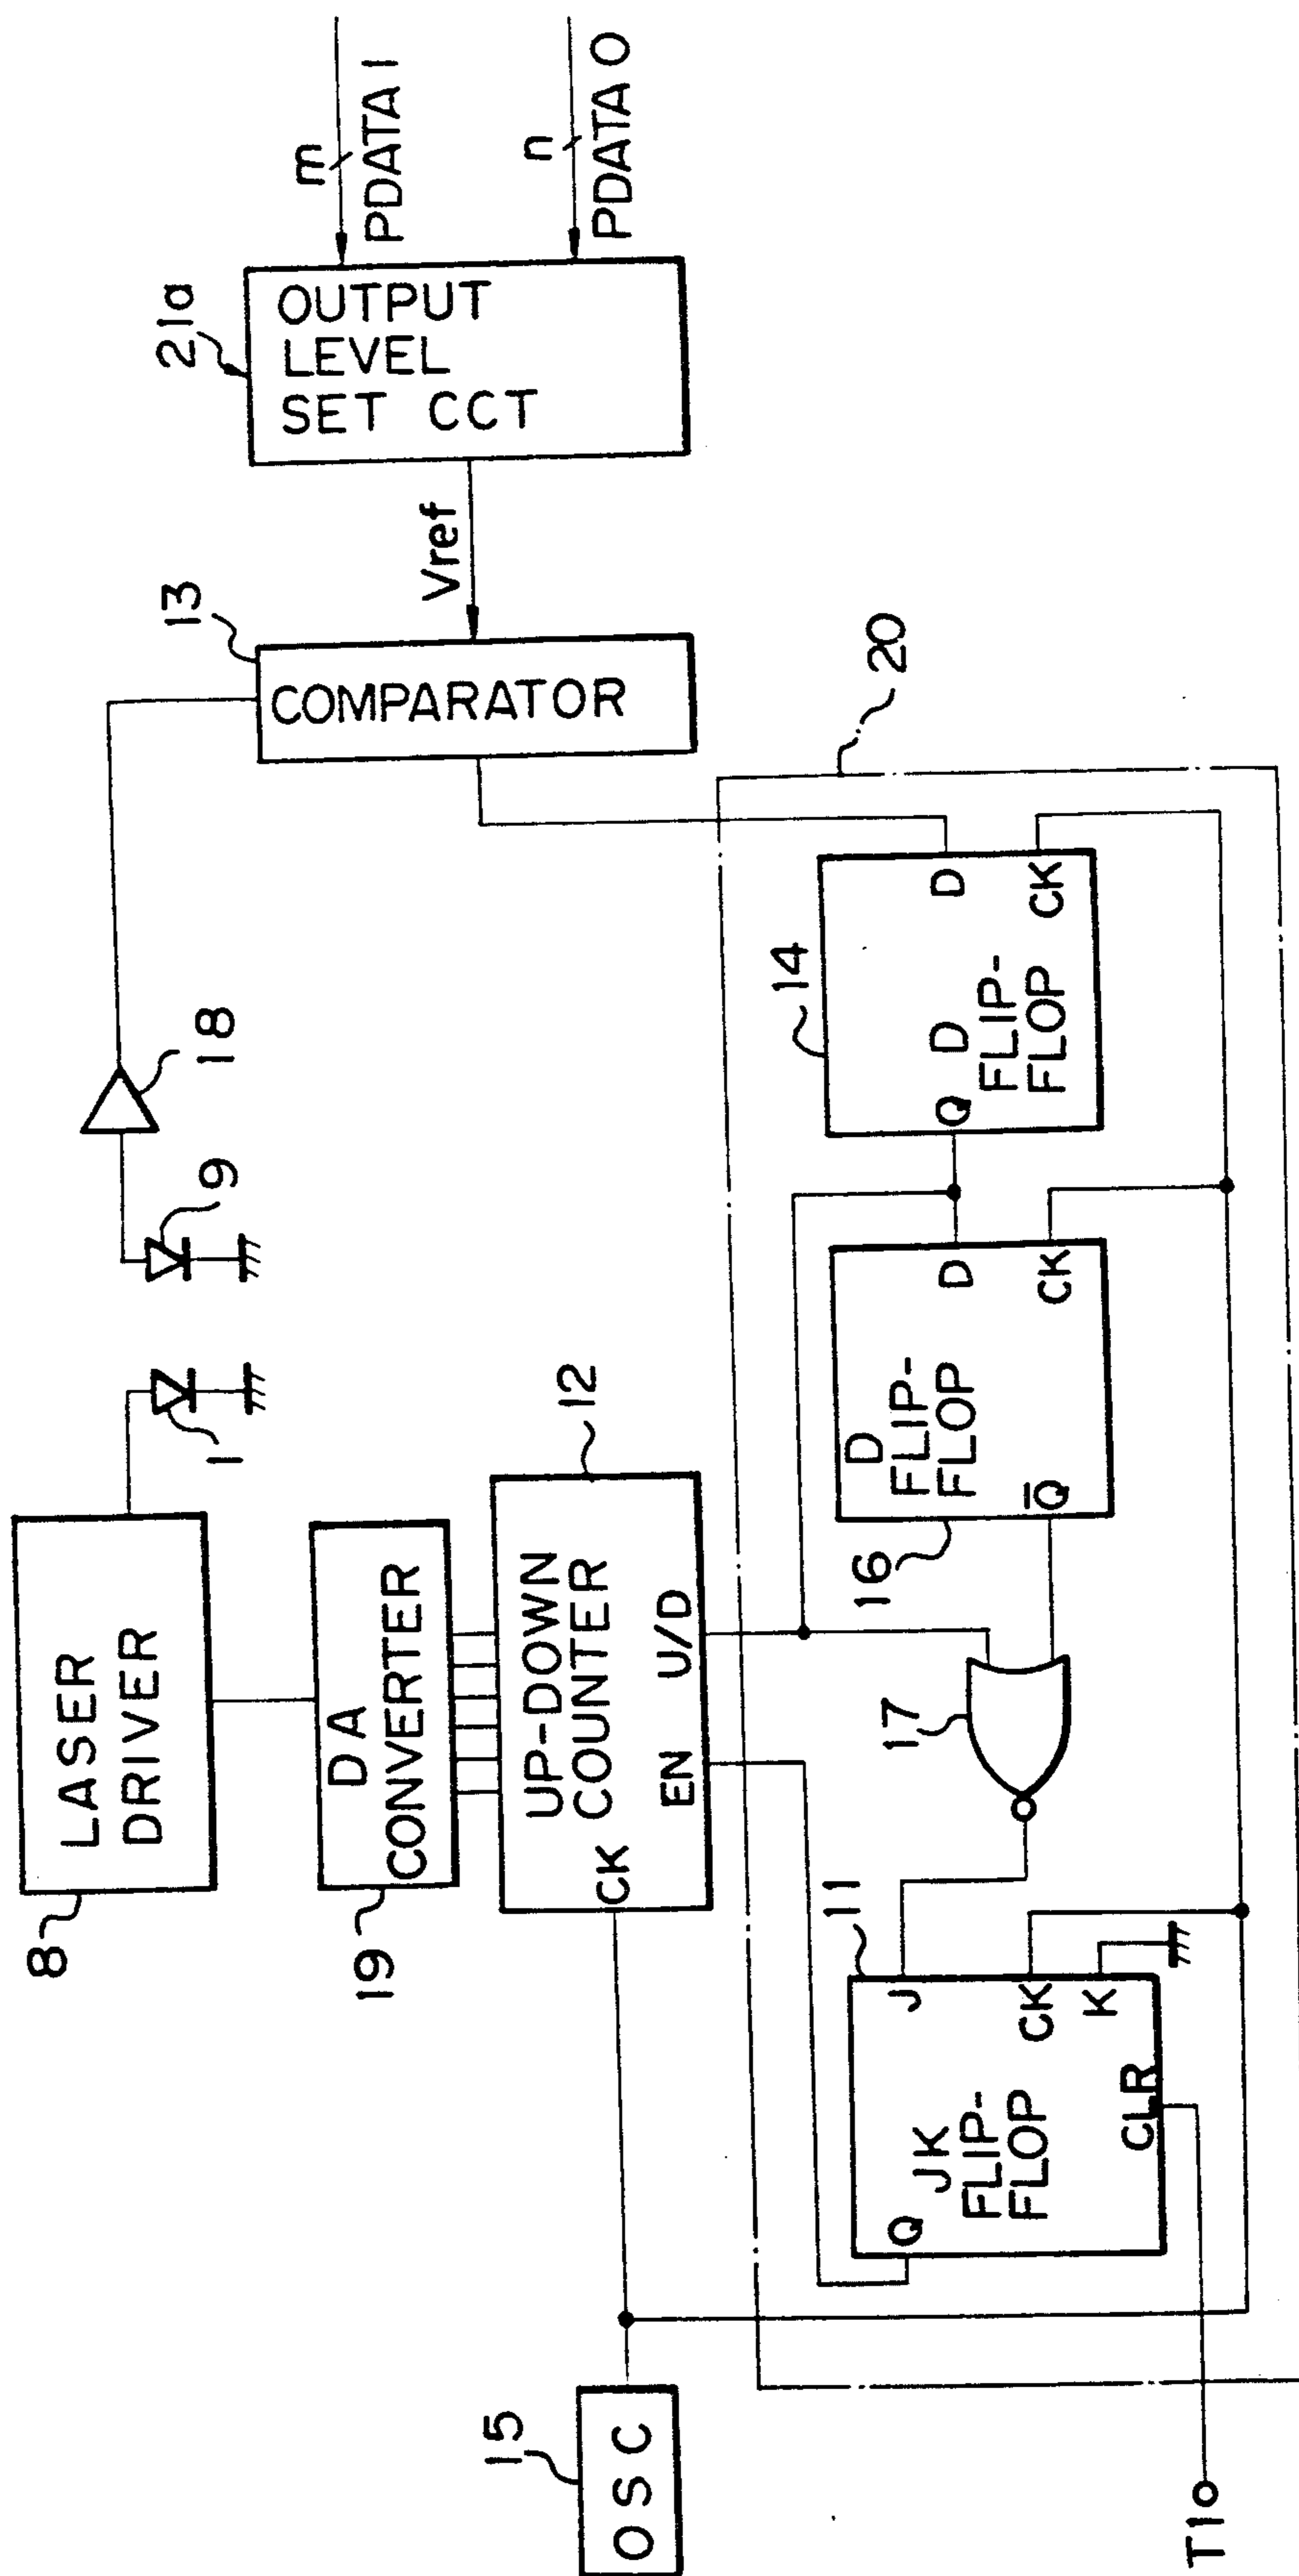 8
LASER
DRIVER
1
9
18
19
DA
CONVERTER
12
UP-DOWN
COUNTER
CK
EN
U/D
13
COMPARATOR
Vref
21a
OUTPUT
LEVEL
SET CCT
m
PDATA 1
n
PDATA 0
15
OSC
20
11
Q
JK
FLIP-
FLOP
J
CK
K
CLR
17
16
D
FLIP-
FLOP
Q̅
D
CK
14
Q
D
FLIP-
FLOP
D
CK
T1